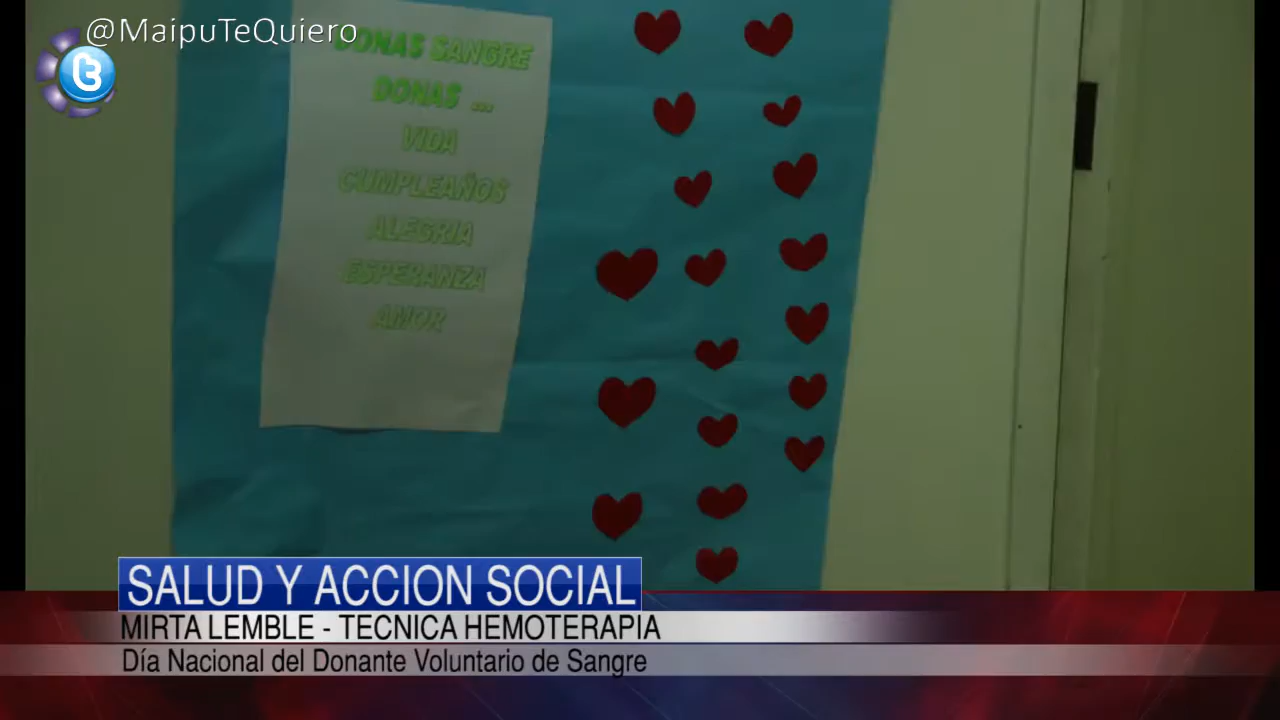 @MaipuTeQuiero
DONAS SANGRE
DONAS ...
VIDA
CUMPLEAÑOS
ALEGRIA
ESPERANZA
AMOR
SALUD Y ACCION SOCIAL
MIRTA LEMBLE - TECNICA HEMOTERAPIA
Día Nacional del Donante Voluntario de Sangre